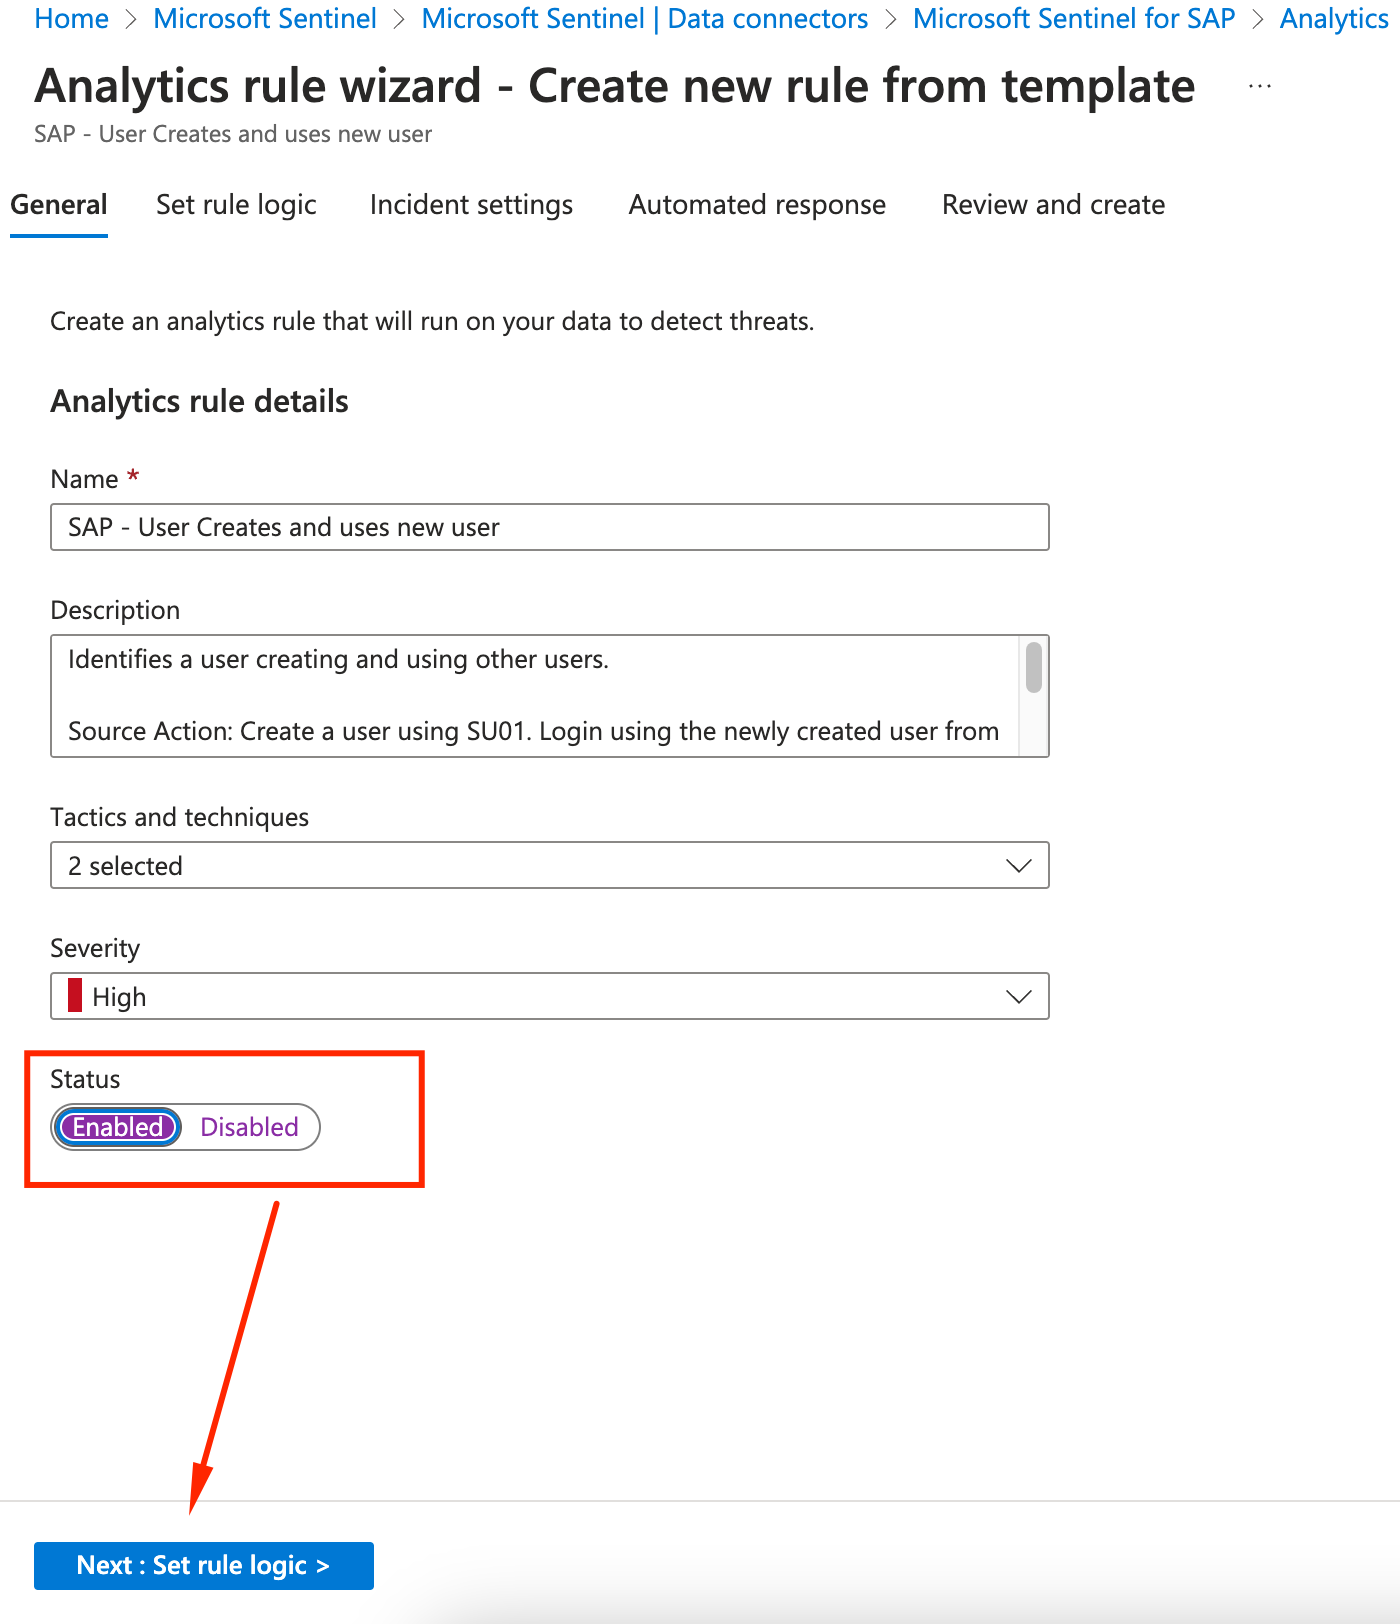 Home > Microsoft Sentinel > Microsoft Sentinel | Data connectors > Microsoft Sentinel for SAP > Analytics
Analytics rule wizard - Create new rule from template ...
SAP - User Creates and uses new user
General Set rule logic Incident settings Automated response Review and create
Create an analytics rule that will run on your data to detect threats.
Analytics rule details
Name *
SAP - User Creates and uses new user
Description
Identifies a user creating and using other users.
Source Action: Create a user using SU01. Login using the newly created user from
Tactics and techniques
2 selected
Severity
High
Status
Enabled Disabled
Next : Set rule logic >